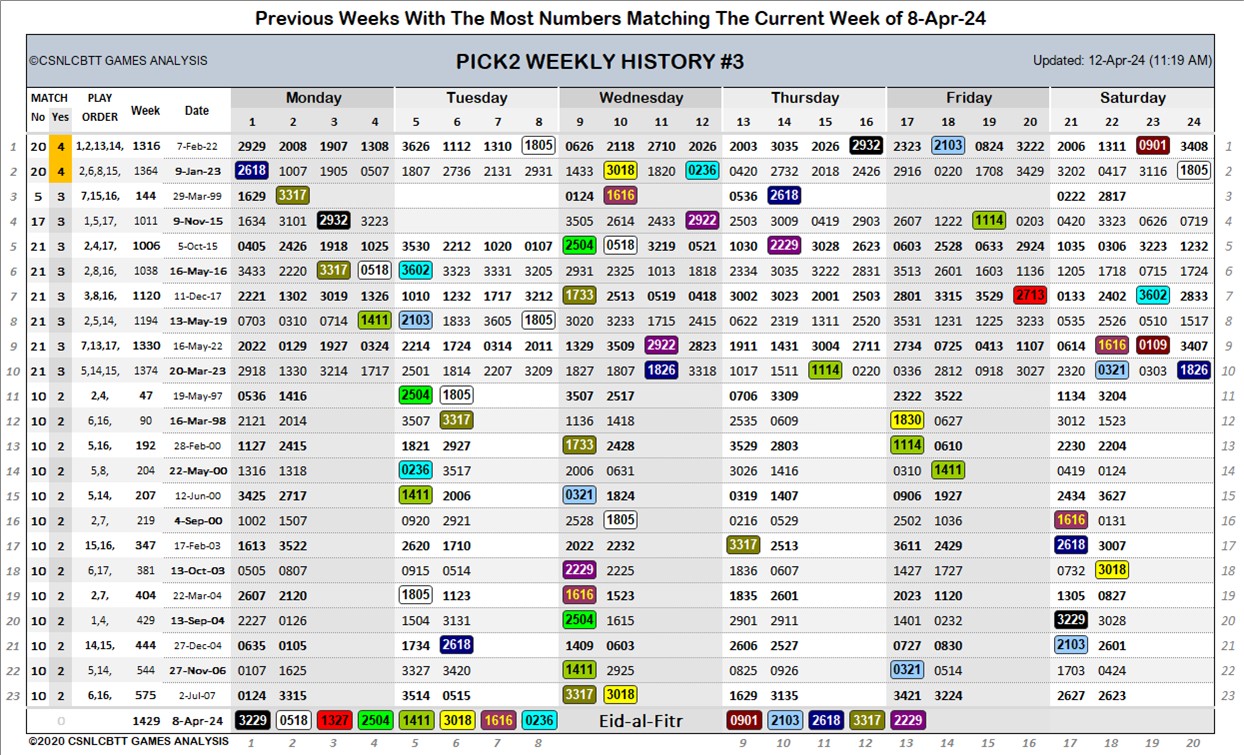 Previous Weeks With The Most Numbers Matching The Current Week of 8-Apr-24
©CSNLCBTT GAMES ANALYSIS PICK2 WEEKLY HISTORY #3 Updated: 12-Apr-24 (11:19 AM)
MATCH PLAY Week Date Monday Tuesday Wednesday Thursday Friday Saturday
No Yes ORDER 1 2 3 4 5 6 7 8 9 10 11 12 13 14 15 16 17 18 19 20 21 22 23 24
1 20 4 1,2,13,14, 1316 7-Feb-22 2929 2008 1907 1308 3626 1112 1310 1805 0626 2118 2710 2026 2003 3035 2026 2932 2323 2103 0824 3222 2006 1311 0901 3408 1
2 20 4 2,6,8,15, 1364 9-Jan-23 2618 1007 1905 0507 1807 2736 2131 2931 1433 3018 1820 0236 0420 2732 2018 2426 2916 0220 1708 3429 3202 0417 3116 1805 2
3 5 3 7,15,16, 144 29-Mar-99 1629 3317 0124 1616 0536 2618 0222 2817 3
4 17 3 1,5,17, 1011 9-Nov-15 1634 3101 2932 3223 3505 2614 2433 2922 2503 3009 0419 2903 2607 1222 1114 0203 0420 3323 0626 0719 4
5 21 3 2,4,17, 1006 5-Oct-15 0405 2426 1918 1025 3530 2212 1020 0107 2504 0518 3219 0521 1030 2229 3028 2623 0603 2528 0633 2924 1035 0306 3223 1232 5
6 21 3 2,8,16, 1038 16-May-16 3433 2220 3317 0518 3602 3323 3331 3205 2931 2325 1013 1818 2334 3035 3222 2831 3513 2601 1603 1136 1205 1718 0715 1724 6
7 21 3 3,8,16, 1120 11-Dec-17 2221 1302 3019 1326 1010 1232 1717 3212 1733 2513 0519 0418 3002 3023 2001 2503 2801 3315 3529 2713 0133 2402 3602 2833 7
8 21 3 2,5,14, 1194 13-May-19 0703 0310 0714 1411 2103 1833 3605 1805 3020 3233 1715 2415 0622 2313 1311 2520 3531 1231 1225 3233 0535 2526 0510 1517 8
9 21 3 7,13,17, 1330 16-May-22 2022 0129 1927 0324 2214 1724 0314 2011 1329 3509 2922 2823 1911 1431 3004 2711 2734 0725 0413 1107 0614 1616 0109 3407 9
10 21 3 5,14,15, 1374 20-Mar-23 2918 1330 3214 1717 2501 1814 2207 3209 1827 1807 1826 3318 1017 1511 1114 0220 0336 2812 0918 3027 2320 0321 0303 1826 10
11 10 2 2,4, 47 19-May-97 0536 1416 2504 1805 3507 2517 0706 3309 2322 3522 1134 3204 11
12 10 2 6,16, 90 16-Mar-98 2121 2014 3507 3317 1136 1418 2535 0609 1830 0627 3012 1523 12
13 10 2 5,16, 192 28-Feb-00 1127 2415 1821 2927 1733 2428 3529 2803 1114 0610 2230 2204 13
14 10 2 5,8, 204 22-May-00 1316 1318 0236 3517 2006 0631 3026 1416 0310 1411 0419 0124 14
15 10 2 5,14, 207 12-Jun-00 3425 2717 1411 2006 0321 1824 0319 1407 0906 1927 2434 3627 15
16 10 2 2,7, 219 4-Sep-00 1002 1507 0920 2921 2528 1805 0216 0529 2502 1036 1616 0131 16
17 10 2 15,16, 347 17-Feb-03 1613 3522 2620 1710 2022 2232 3317 2513 3611 2429 2618 3007 17
18 10 2 6,17, 381 13-Oct-03 0505 0807 0915 0514 2229 2225 1836 0607 1427 1727 0732 3018 18
19 10 2 2,7, 404 22-Mar-04 2607 2120 1805 1123 1616 1523 1835 2601 2023 1120 1305 0827 19
20 10 2 1,4, 429 13-Sep-04 2227 0126 1504 3131 2504 1615 2901 2911 1401 0232 3229 3028 20
21 10 2 14,15, 444 27-Dec-04 0635 0105 1734 2618 1409 0603 2606 2527 0727 0830 2103 2601 21
22 10 2 5,14, 544 27-Nov-06 0107 1625 3327 3420 1411 2925 0825 0926 0321 0514 1703 0424 22
23 10 2 6,16, 575 2-Jul-07 0124 3315 3514 0515 3317 3018 1629 3135 3421 3224 2627 2623 23
0 1429 8-Apr-24 3229 0518 1327 2504 1411 3018 1616 0236 Eid-al-Fitr 0901 2103 2618 3317 2229
©2020 CSNLCBTT GAMES ANALYSIS 1 2 3 4 5 6 7 8 9 10 11 12 13 14 15 16 17 18 19 20